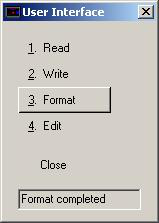 User Interface
1. Read
2. Write
3. Format
4. Edit
Close
Format completed